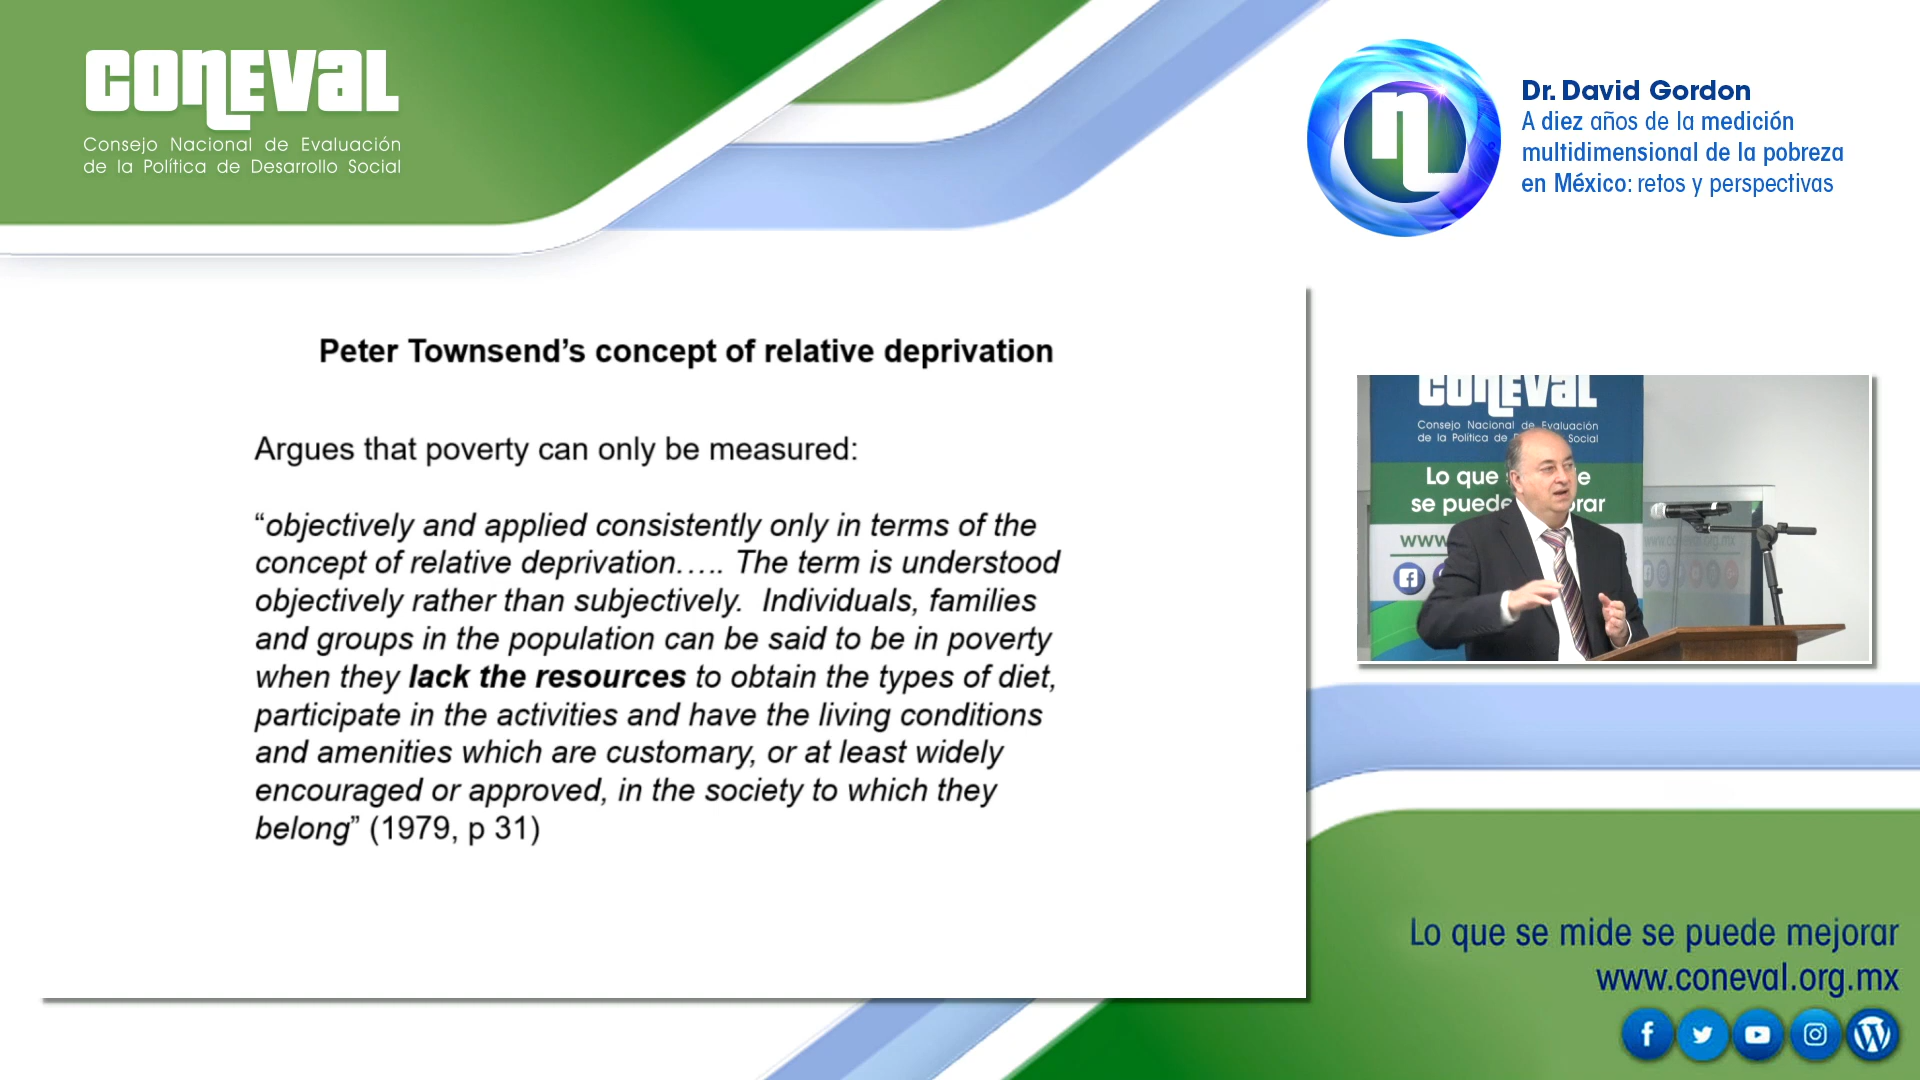 CONEVAL
Consejo Nacional de Evaluación
de la Política de Desarrollo Social
Dr. David Gordon
A diez años de la medición
multidimensional de la pobreza
en México: retos y perspectivas
Peter Townsend’s concept of relative deprivation
Argues that poverty can only be measured:
“objectively and applied consistently only in terms of the
concept of relative deprivation….. The term is understood
objectively rather than subjectively. Individuals, families
and groups in the population can be said to be in poverty
when they lack the resources to obtain the types of diet,
participate in the activities and have the living conditions
and amenities which are customary, or at least widely
encouraged or approved, in the society to which they
belong” (1979, p 31)
CONEVAL
Consejo Nacional de Evaluación
de la Política de Social
Lo que
se puede
www
Lo que se mide se puede mejorar
www.coneval.org.mx